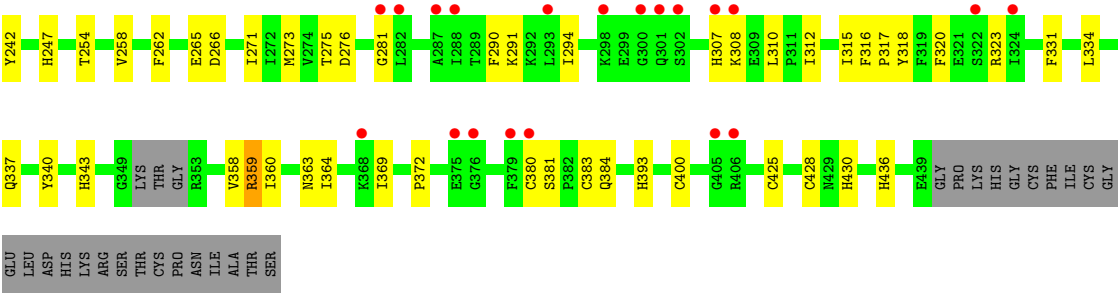 Y242 H247 T254 V258 F262 E265 D266 I271 I272 M273 V274 T275 D276 G281 L282 A287 I288 T289 F290 K291 K292 L293 I294 K298 E299 G300 Q301 S302 H307 K308 E309 L310 P311 I312 I315 F316 P317 Y318 F319 F320 E321 S322 R323 I324 F331 L334
Q337 Y340 H343 G349 LYS THR GLY R353 V358 R359 I360 N363 I364 K368 I369 P372 E375 G376 F379 C380 S381 P382 C383 Q384 H393 C400 G405 R406 C425 C428 N429 H430 H436 E439 GLY PRO LYS HIS GLY CYS PHE ILE CYS GLY
GLU LEU ASP HIS LYS ARG SER THR CYS PRO ASN ILE ALA THR SER